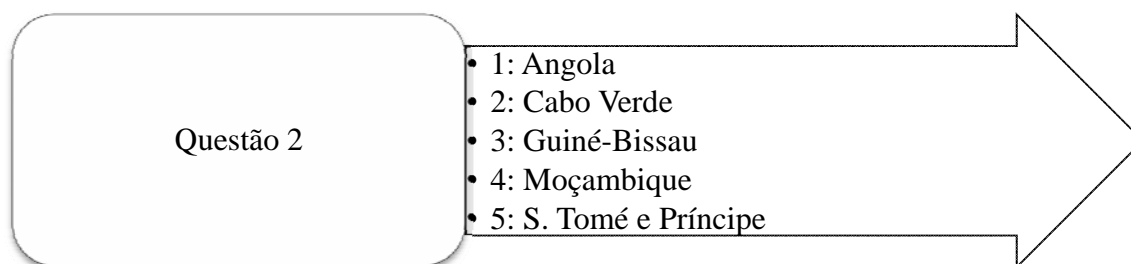 Questão 2
• 1: Angola
• 2: Cabo Verde
• 3: Guiné-Bissau
• 4: Moçambique
• 5: S. Tomé e Príncipe